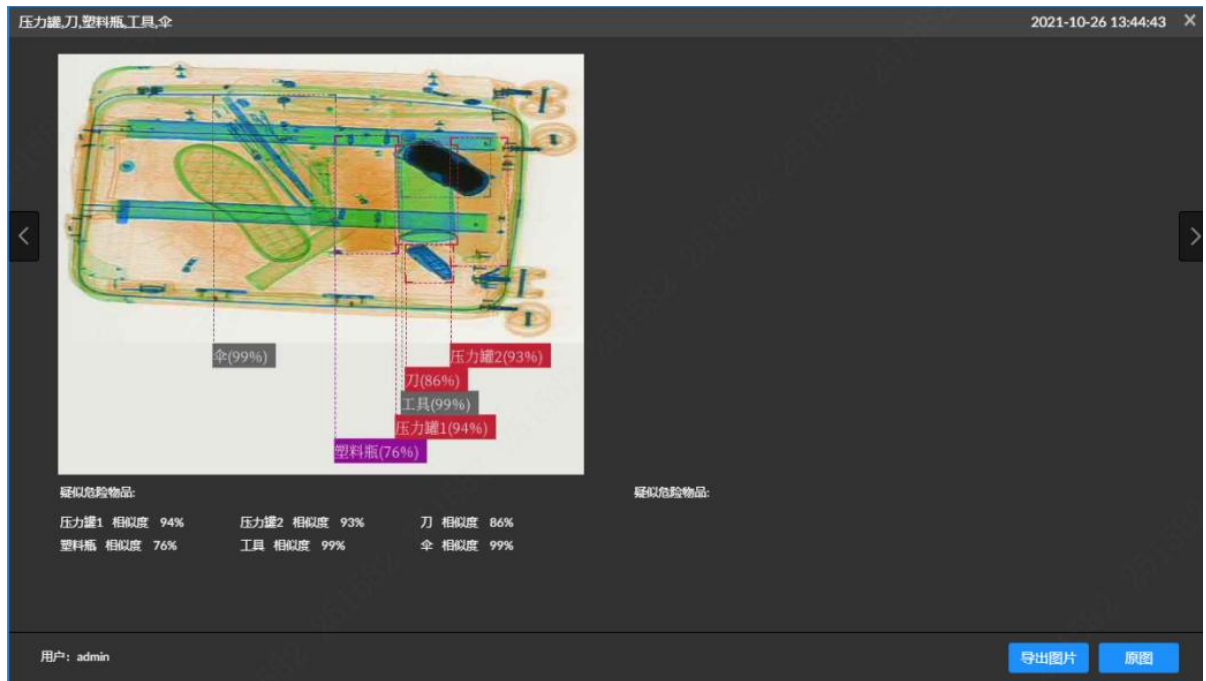 压力罐,刀,塑料瓶,工具,伞
2021-10-26 13:44:43
伞(99%)
压力罐2(93%)
刀(86%)
工具(99%)
压力罐1(94%)
塑料瓶(76%)
疑似危险物品:
疑似危险物品:
压力罐1 相似度 94% 压力罐2 相似度 93% 刀 相似度 86%
塑料瓶 相似度 76% 工具 相似度 99% 伞 相似度 99%
用户: admin
导出图片
原图